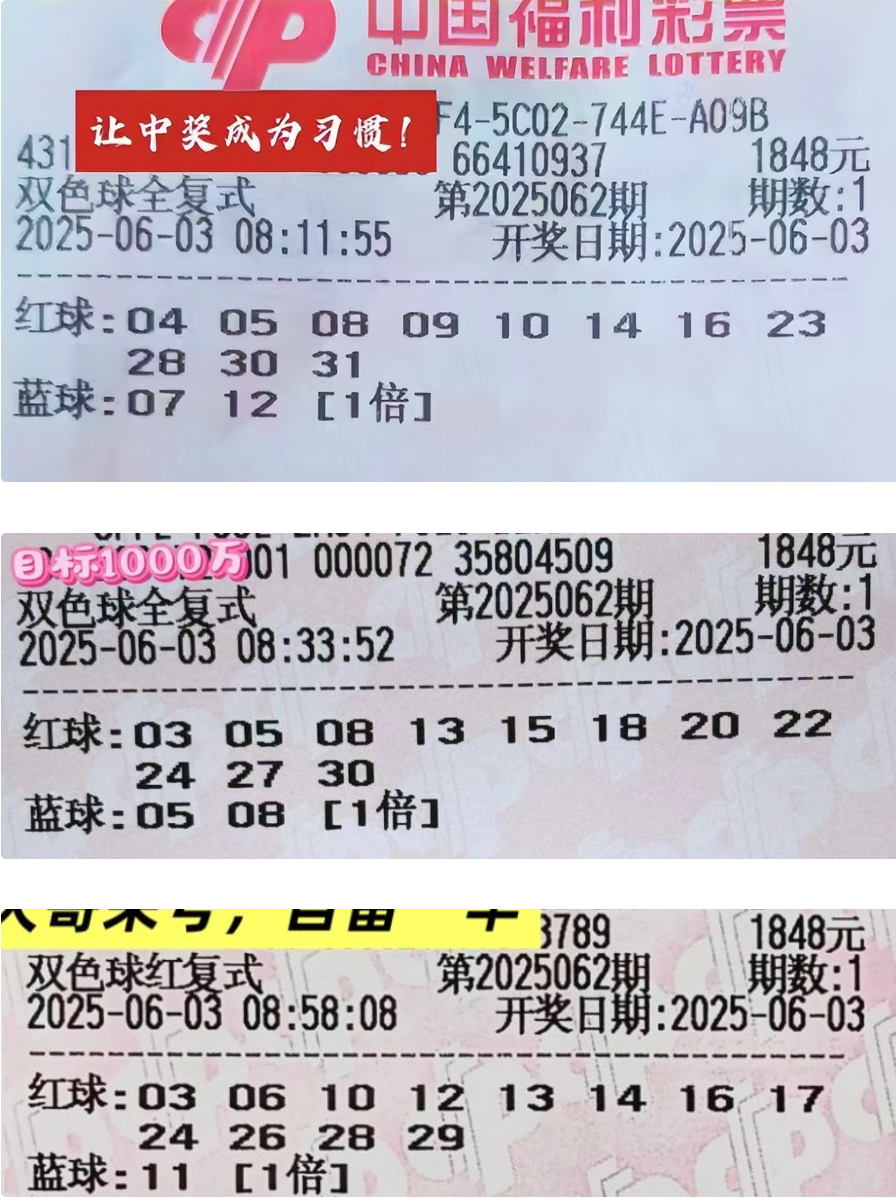 中国福利彩票
CHINA WELFARE LOTTERY
让中奖成为习惯!
F4-5C02-744E-A09B
431 66410937 1848元
双色球全复式 第2025062期 期数:1
2025-06-03 08:11:55 开奖日期:2025-06-03
红球:04 05 08 09 10 14 16 23
28 30 31
蓝球:07 12 [1倍]
目标1000万
01 000072 35804509 1848元
双色球全复式 第2025062期 期数:1
2025-06-03 08:33:52 开奖日期:2025-06-03
红球:03 05 08 13 15 18 20 22
24 27 30
蓝球:05 08 [1倍]
3789 1848元
双色球红复式 第2025062期 期数:1
2025-06-03 08:58:08 开奖日期:2025-06-03
红球:03 06 10 12 13 14 16 17
24 26 28 29
蓝球:11 [1倍]